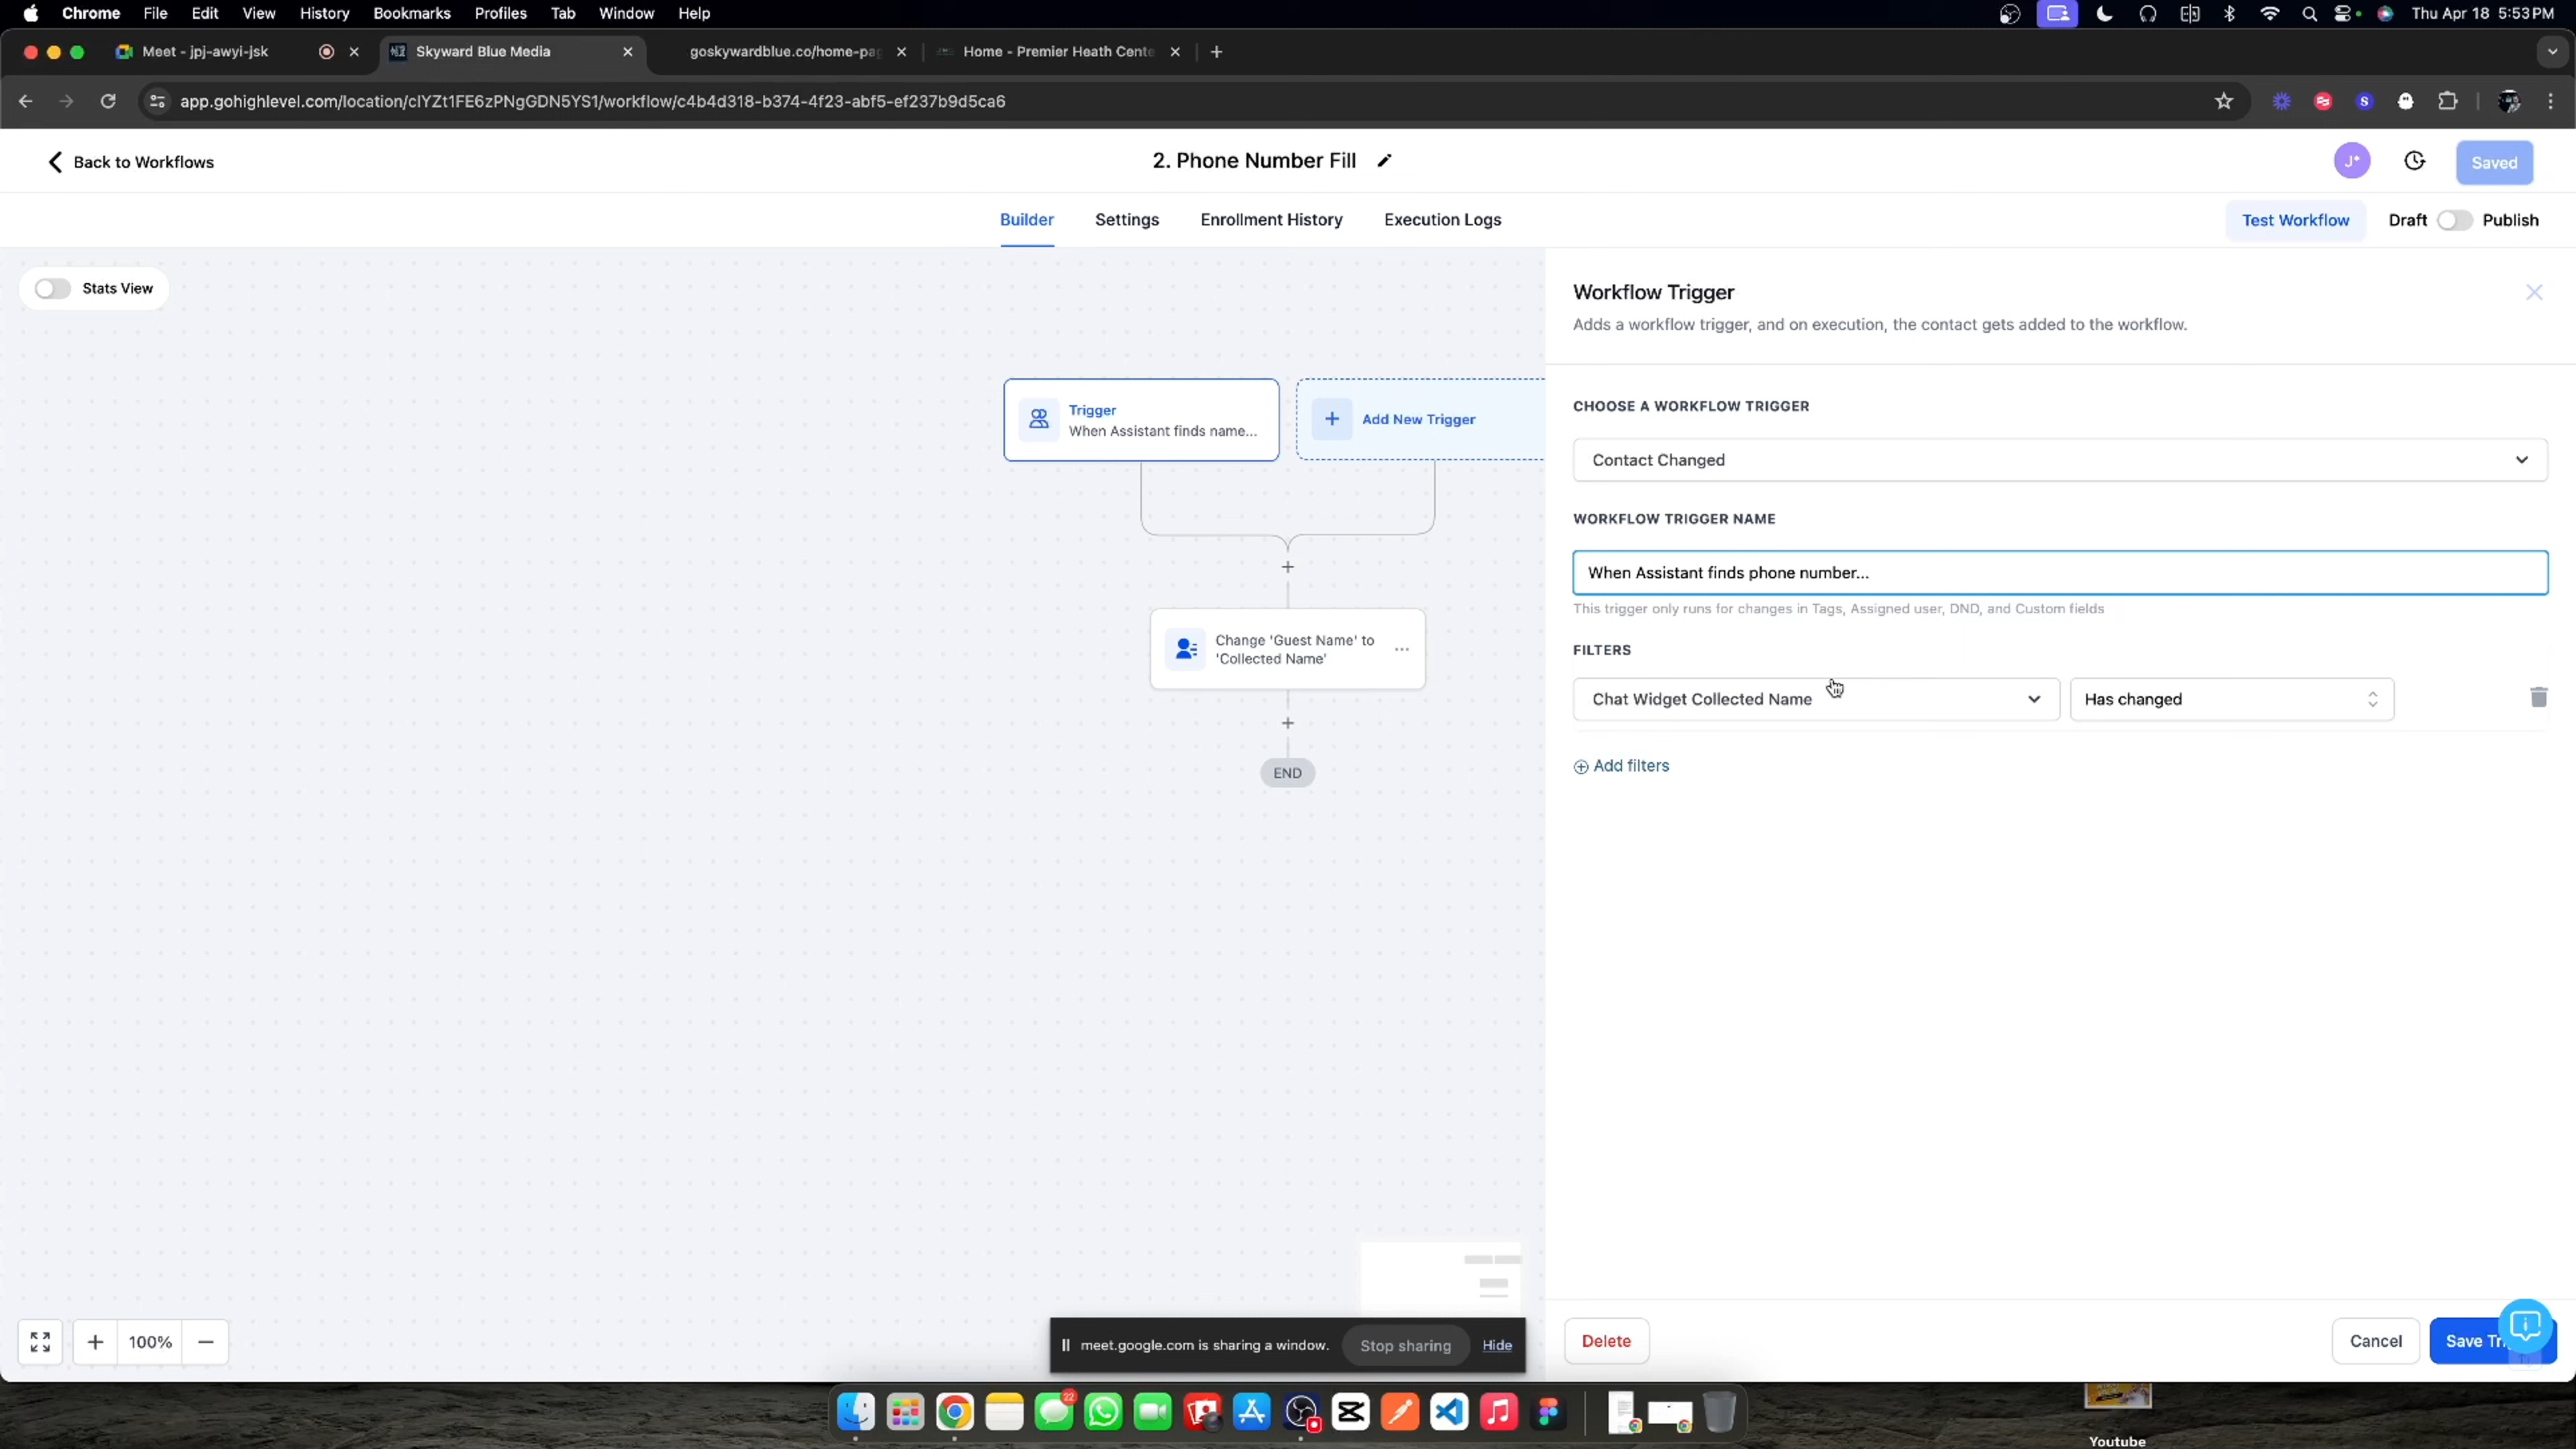 Chrome File Edit View History Bookmarks Profiles Tab Window Help Thu Apr 18 5:53 PM
Meet - jpj-awyi-jsk Skyward Blue Media goskywardblue.co/home-pag Home - Premier Heath Cente
app.gohighlevel.com/location/cIYZt1FE6zPNgGDN5YS1/workflow/c4b4d318-b374-4f23-abf5-ef237b9d5ca6
Back to Workflows
2. Phone Number Fill
J*
Saved
Builder Settings Enrollment History Execution Logs
Test Workflow Draft Publish
Stats View
Trigger
When Assistant finds name...
Add New Trigger
Change 'Guest Name' to
'Collected Name'
END
Workflow Trigger
Adds a workflow trigger, and on execution, the contact gets added to the workflow.
CHOOSE A WORKFLOW TRIGGER
Contact Changed
WORKFLOW TRIGGER NAME
When Assistant finds phone number...
This trigger only runs for changes in Tags, Assigned user, DND, and Custom fields
FILTERS
Chat Widget Collected Name Has changed
Add filters
100%
meet.google.com is sharing a window. Stop sharing Hide
Delete Cancel Save Tr
22
Youtube